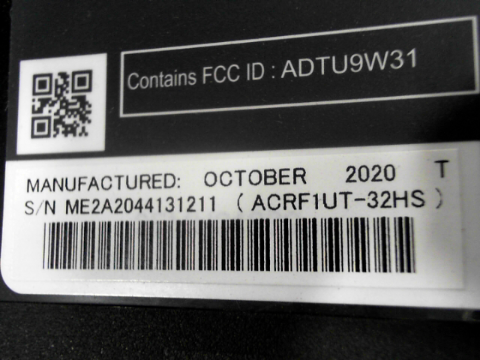 Contains FCC ID : ADTU9W31
MANUFACTURED: OCTOBER 2020 T
S/N ME2A2044131211 ( ACRF1UT-32HS )